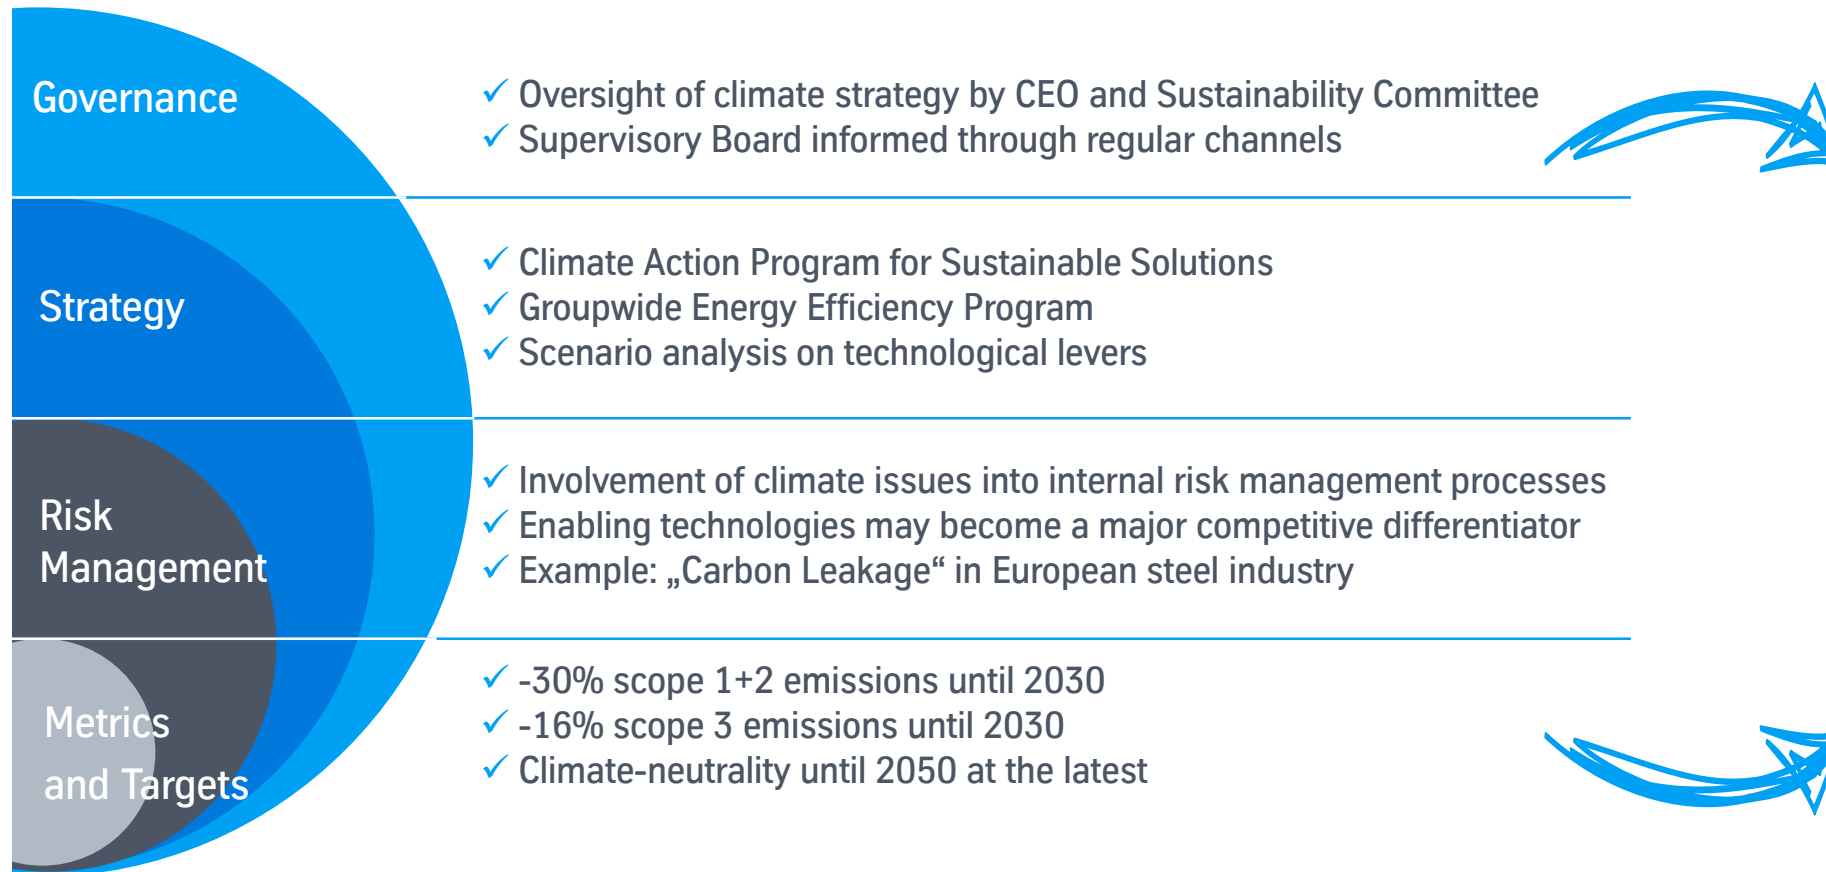 Governance
✓ Oversight of climate strategy by CEO and Sustainability Committee
✓ Supervisory Board informed through regular channels
Strategy
✓ Climate Action Program for Sustainable Solutions
✓ Groupwide Energy Efficiency Program
✓ Scenario analysis on technological levers
Risk
Management
✓ Involvement of climate issues into internal risk management processes
✓ Enabling technologies may become a major competitive differentiator
✓ Example: „Carbon Leakage“ in European steel industry
Metrics
and Targets
✓ -30% scope 1+2 emissions until 2030
✓ -16% scope 3 emissions until 2030
✓ Climate-neutrality until 2050 at the latest